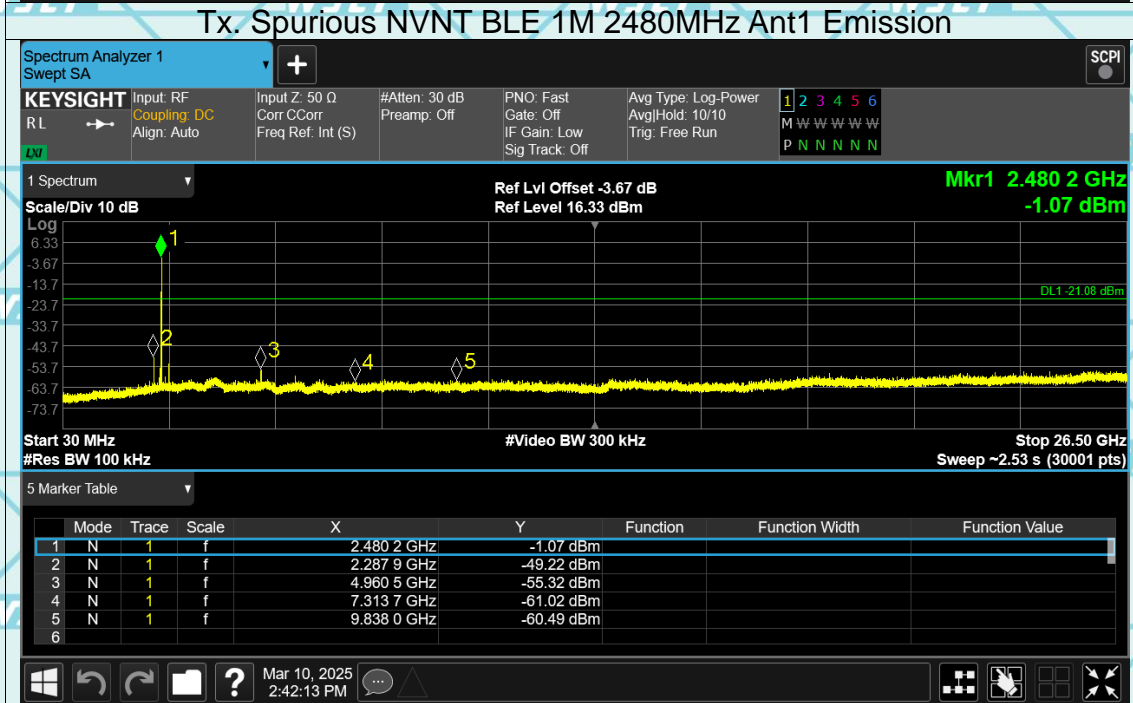 Tx. Spurious NVNT BLE 1M 2480MHz Ant1 Emission
Spectrum Analyzer 1
Swept SA
SCPI
KEYSIGHT
R L
LXI
Input: RF
Coupling: DC
Align: Auto
Input Z: 50 Ω
Corr CCorr
Freq Ref: Int (S)
#Atten: 30 dB
Preamp: Off
PNO: Fast
Gate: Off
IF Gain: Low
Sig Track: Off
Avg Type: Log-Power
Avg|Hold: 10/10
Trig: Free Run
1 2 3 4 5 6
M W W W W W
P N N N N N
1 Spectrum
Ref Lvl Offset -3.67 dB
Mkr1 2.480 2 GHz
Scale/Div 10 dB
Ref Level 16.33 dBm
-1.07 dBm
Log
6.33
-3.67
-13.7
-23.7
-33.7
-43.7
-53.7
-63.7
-73.7
1
2
3
4
5
DL1 -21.08 dBm
Start 30 MHz
#Video BW 300 kHz
Stop 26.50 GHz
#Res BW 100 kHz
Sweep ~2.53 s (30001 pts)
5 Marker Table
Mode Trace Scale X Y Function Function Width Function Value
1 N 1 f 2.480 2 GHz -1.07 dBm
2 N 1 f 2.287 9 GHz -49.22 dBm
3 N 1 f 4.960 5 GHz -55.32 dBm
4 N 1 f 7.313 7 GHz -61.02 dBm
5 N 1 f 9.838 0 GHz -60.49 dBm
6
?
Mar 10, 2025
2:42:13 PM